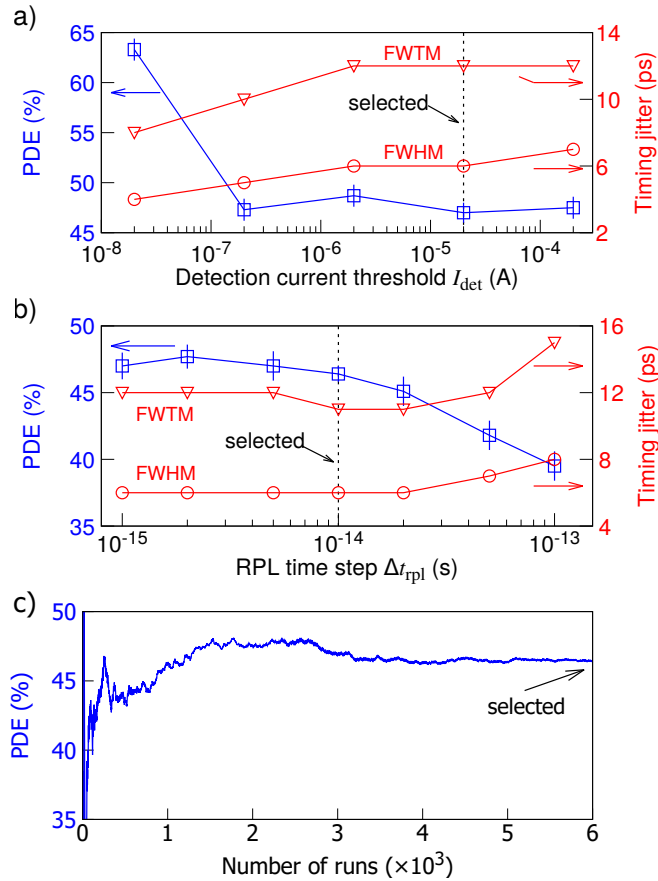 a)
65
60
55
50
45
PDE (%)
14
10
6
2
Timing jitter (ps)
FWTM
selected
FWHM
10⁻⁸ 10⁻⁷ 10⁻⁶ 10⁻⁵ 10⁻⁴
Detection current threshold I_det (A)
b)
50
45
40
35
PDE (%)
16
12
8
4
Timing jitter (ps)
FWTM
selected
FWHM
10⁻¹⁵ 10⁻¹⁴ 10⁻¹³
RPL time step Δt_rpl (s)
c)
50
45
40
35
PDE (%)
selected
0 1 2 3 4 5 6
Number of runs (×10³)